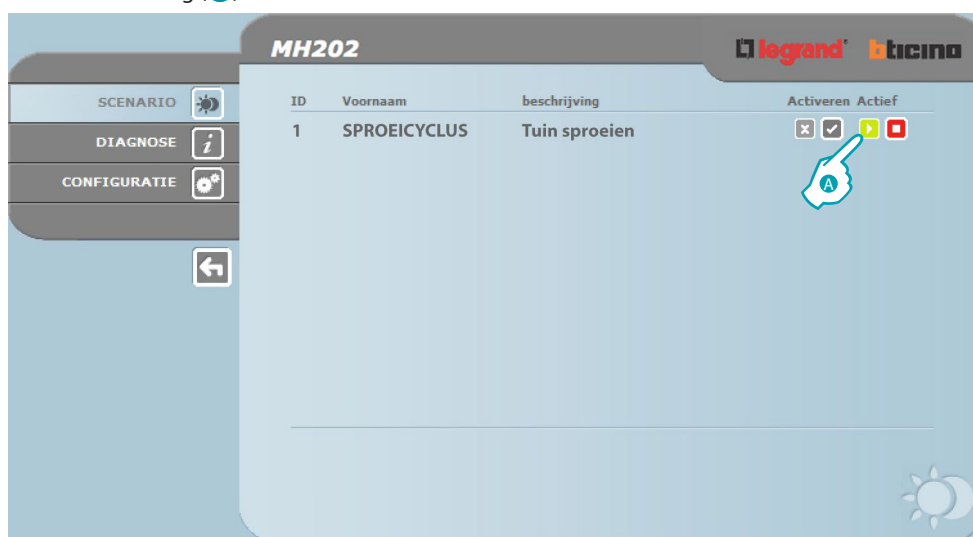 MH202
legrand bticino
SCENARIO
DIAGNOSE
CONFIGURATIE
ID Voornaam beschrijving Activeren Actief
1 SPROEICYCLUS Tuin sproeien
A